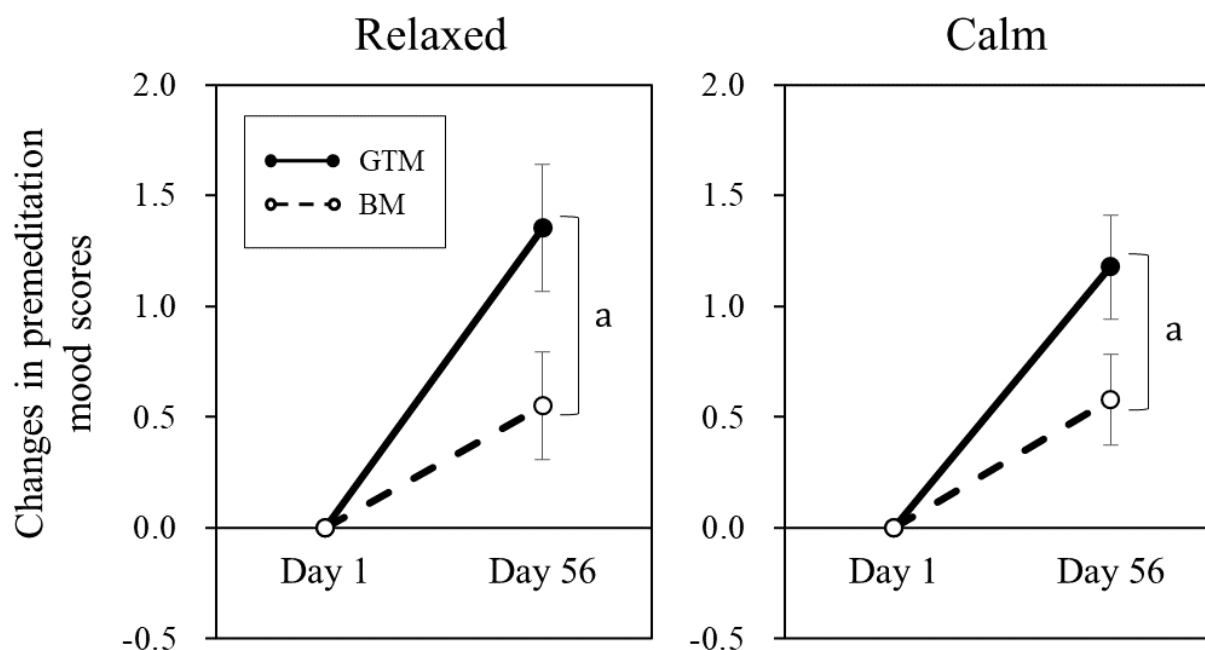 Relaxed
Calm
Changes in premeditation
mood scores
2.0
1.5
1.0
0.5
0.0
-0.5
GTM
BM
a
Day 1
Day 56
2.0
1.5
1.0
0.5
0.0
-0.5
a
Day 1
Day 56